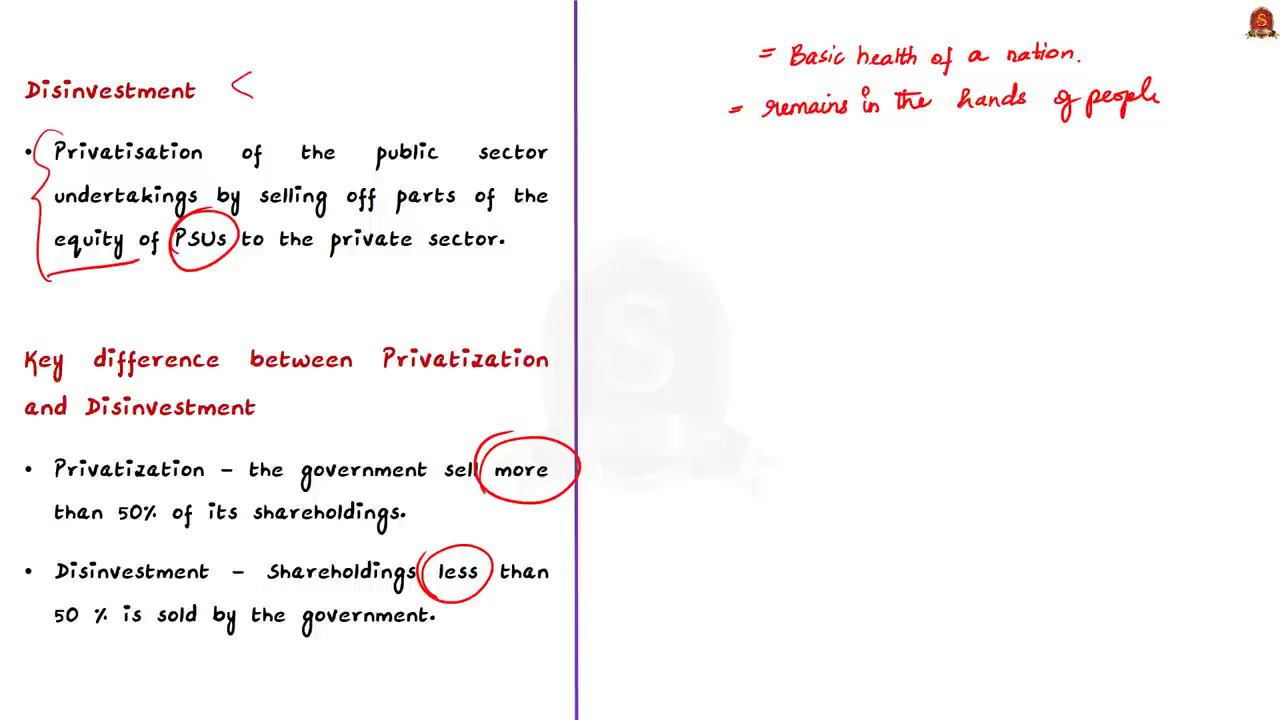 Disinvestment
• Privatisation of the public sector
undertakings by selling off parts of the
equity of PSUs to the private sector.
Key difference between Privatization
and Disinvestment
• Privatization – the government sell more
than 50% of its shareholdings.
• Disinvestment – Shareholdings less than
50 % is sold by the government.
= Basic health of a nation.
= remains in the hands of people
S
S